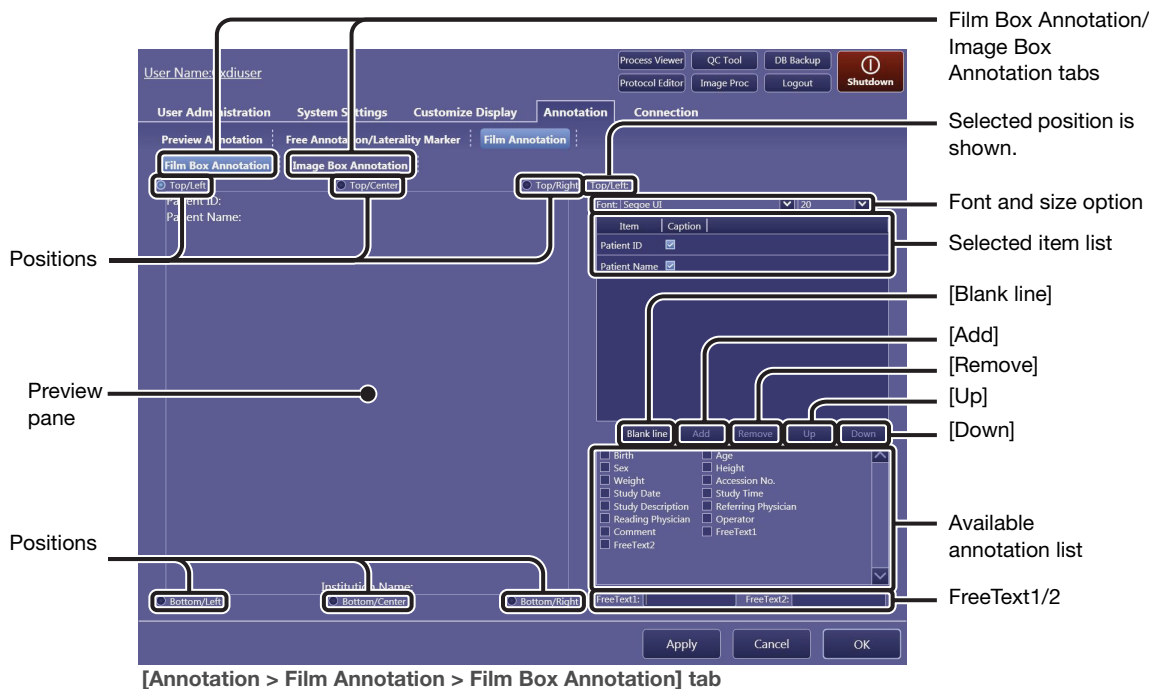 Film Box Annotation/
Image Box
Annotation tabs
Process Viewer QC Tool DB Backup
Shutdown
Protocol Editor Image Proc Logout
User Administration System Settings Customize Display Annotation Connection
Selected position is
shown.
Preview Annotation Free Annotation/Laterality Marker Film Annotation
Film Box Annotation Image Box Annotation
Top/Left Top/Center Top/Right Top/Left:
Patient ID:
Patient Name:
Font: Segoe UI 20
Font and size option
Item Caption
Patient ID
Patient Name
Selected item list
Positions
[Blank line]
[Add]
[Remove]
[Up]
[Down]
Preview
pane
Blank line Add Remove Up Down
Birth Age
Sex Height
Weight Accession No.
Study Date Study Time
Study Description Referring Physician
Reading Physician Operator
Comment FreeText1
FreeText2
Available
annotation list
Positions
Institution Name:
Bottom/Left Bottom/Center Bottom/Right
FreeText1: FreeText2:
FreeText1/2
Apply Cancel OK
[Annotation > Film Annotation > Film Box Annotation] tab